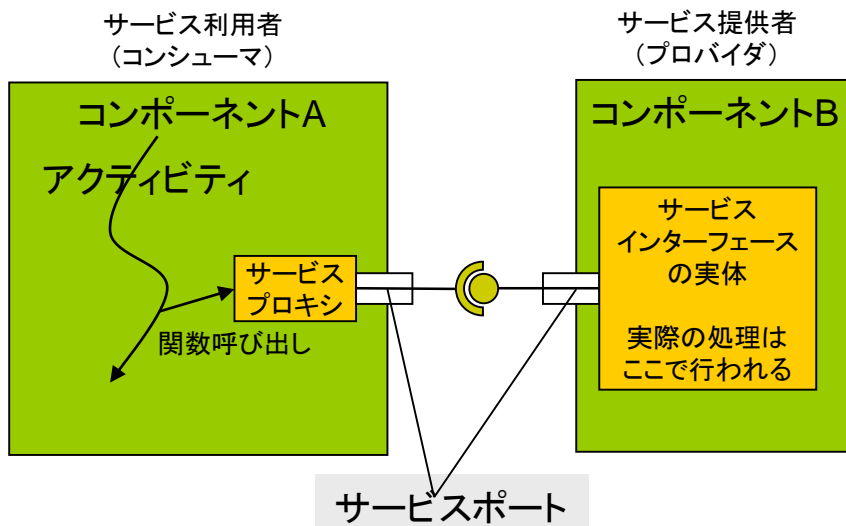 サービス利用者
（コンシューマ）
サービス提供者
（プロバイダ）
コンポーネントA
アクティビティ
サービス
プロキシ
関数呼び出し
コンポーネントB
サービス
インターフェース
の実体
実際の処理は
ここで行われる
サービスポート